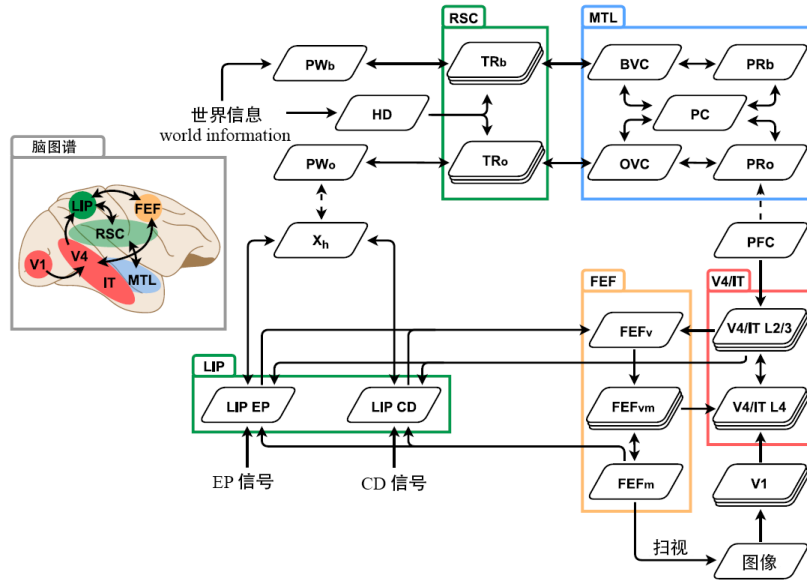 RSC
MTL
PWb
TRb
BVC
PRb
世界信息
world information
HD
PC
PWo
TRo
OVC
PRo
脑图谱
LIP
FEF
RSC
V4
V1
IT
MTL
Xh
PFC
FEF
V4/IT
FEFv
V4/IT L2/3
LIP
LIP EP
LIP CD
FEFvm
V4/IT L4
EP 信号
CD 信号
FEFm
V1
扫视
图像